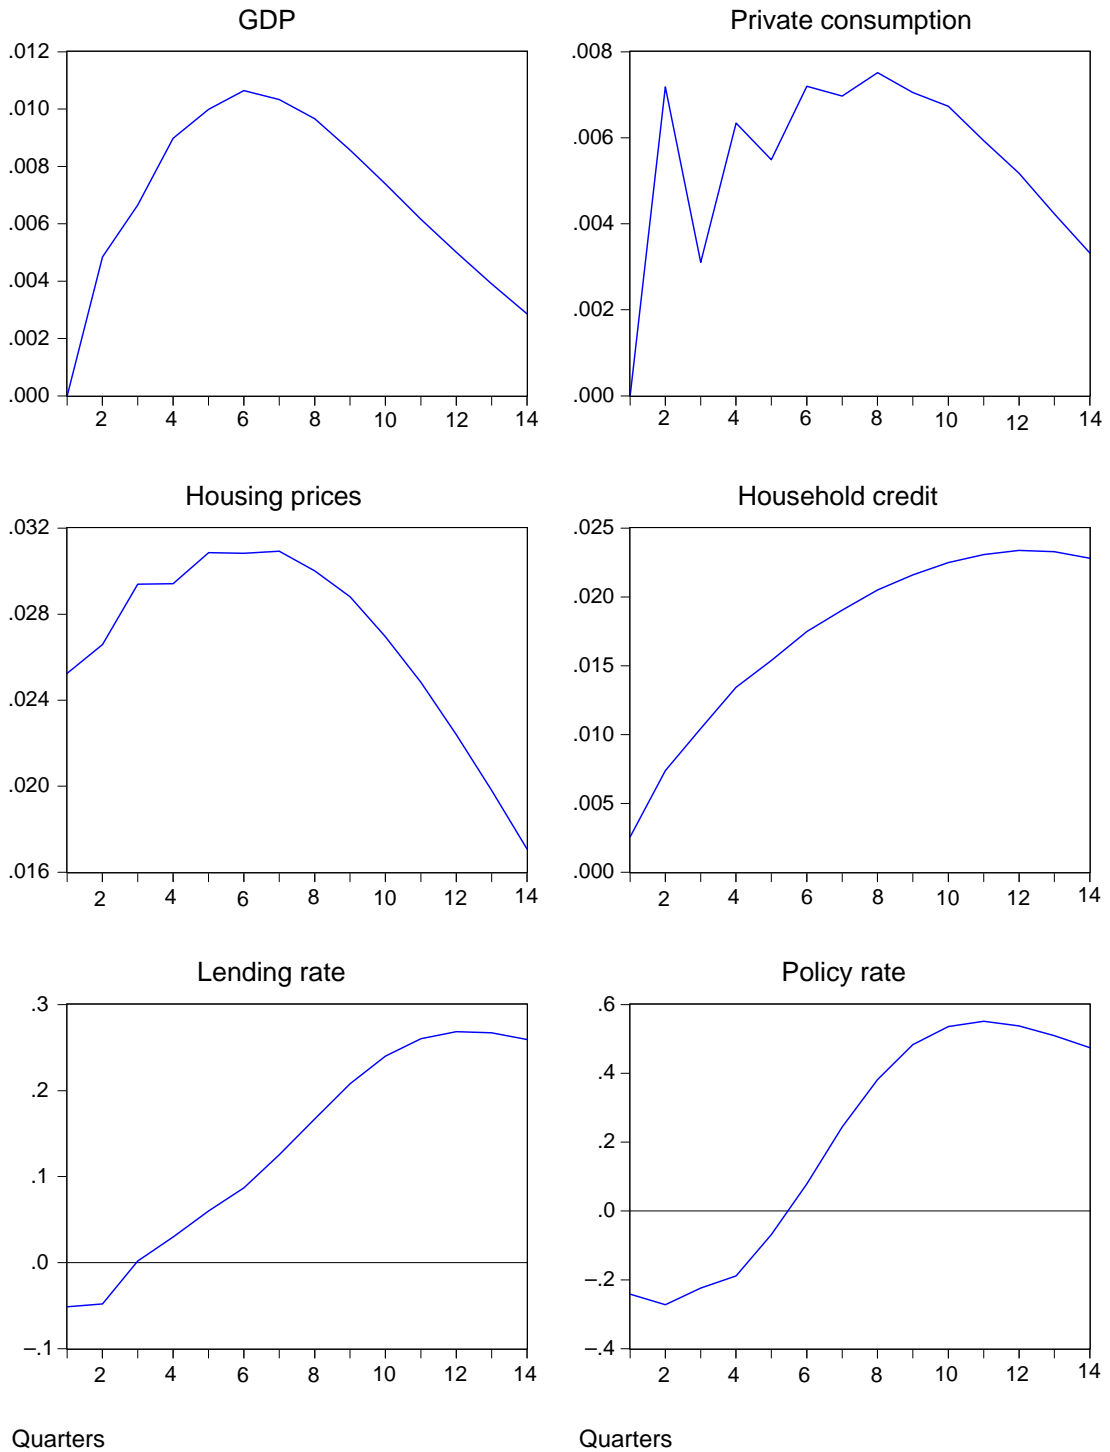 GDP
.012
.010
.008
.006
.004
.002
.000
2 4 6 8 10 12 14
Private consumption
.008
.006
.004
.002
.000
2 4 6 8 10 12 14
Housing prices
.032
.028
.024
.020
.016
2 4 6 8 10 12 14
Household credit
.025
.020
.015
.010
.005
.000
2 4 6 8 10 12 14
Lending rate
.3
.2
.1
.0
–.1
2 4 6 8 10 12 14
Quarters
Policy rate
.6
.4
.2
.0
–.2
–.4
2 4 6 8 10 12 14
Quarters